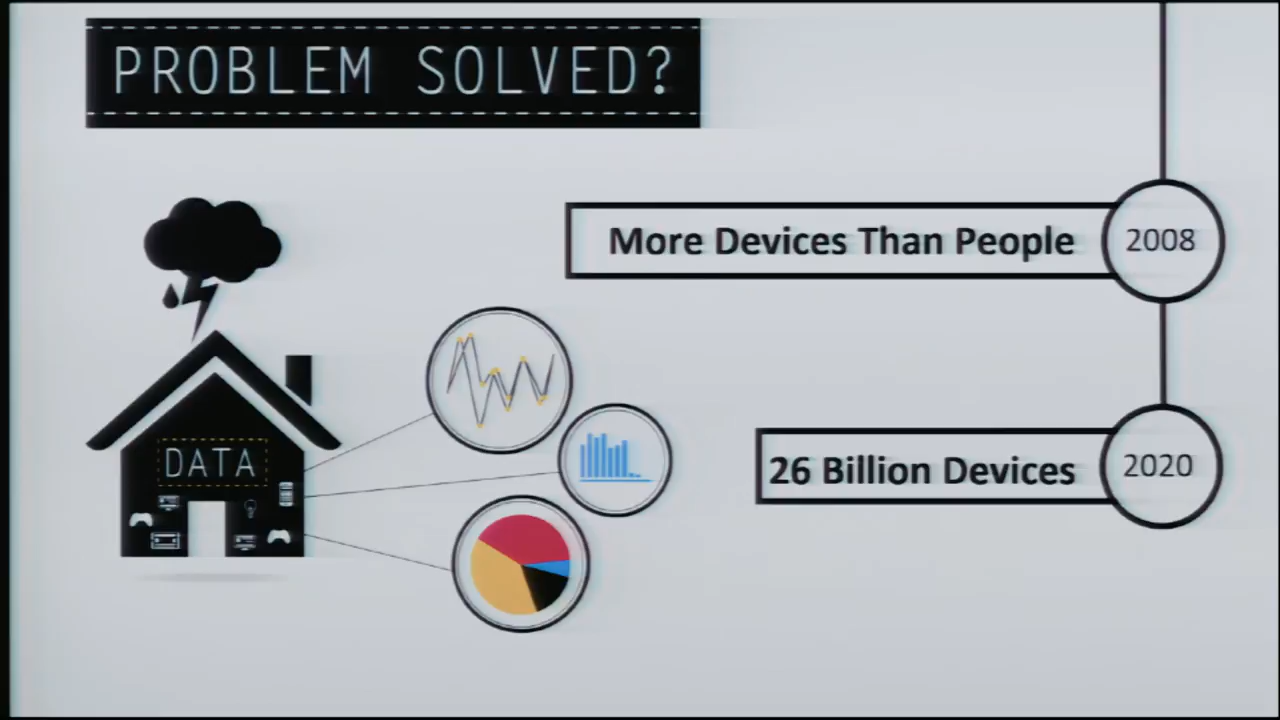 PROBLEM SOLVED?
More Devices Than People
2008
DATA
26 Billion Devices
2020